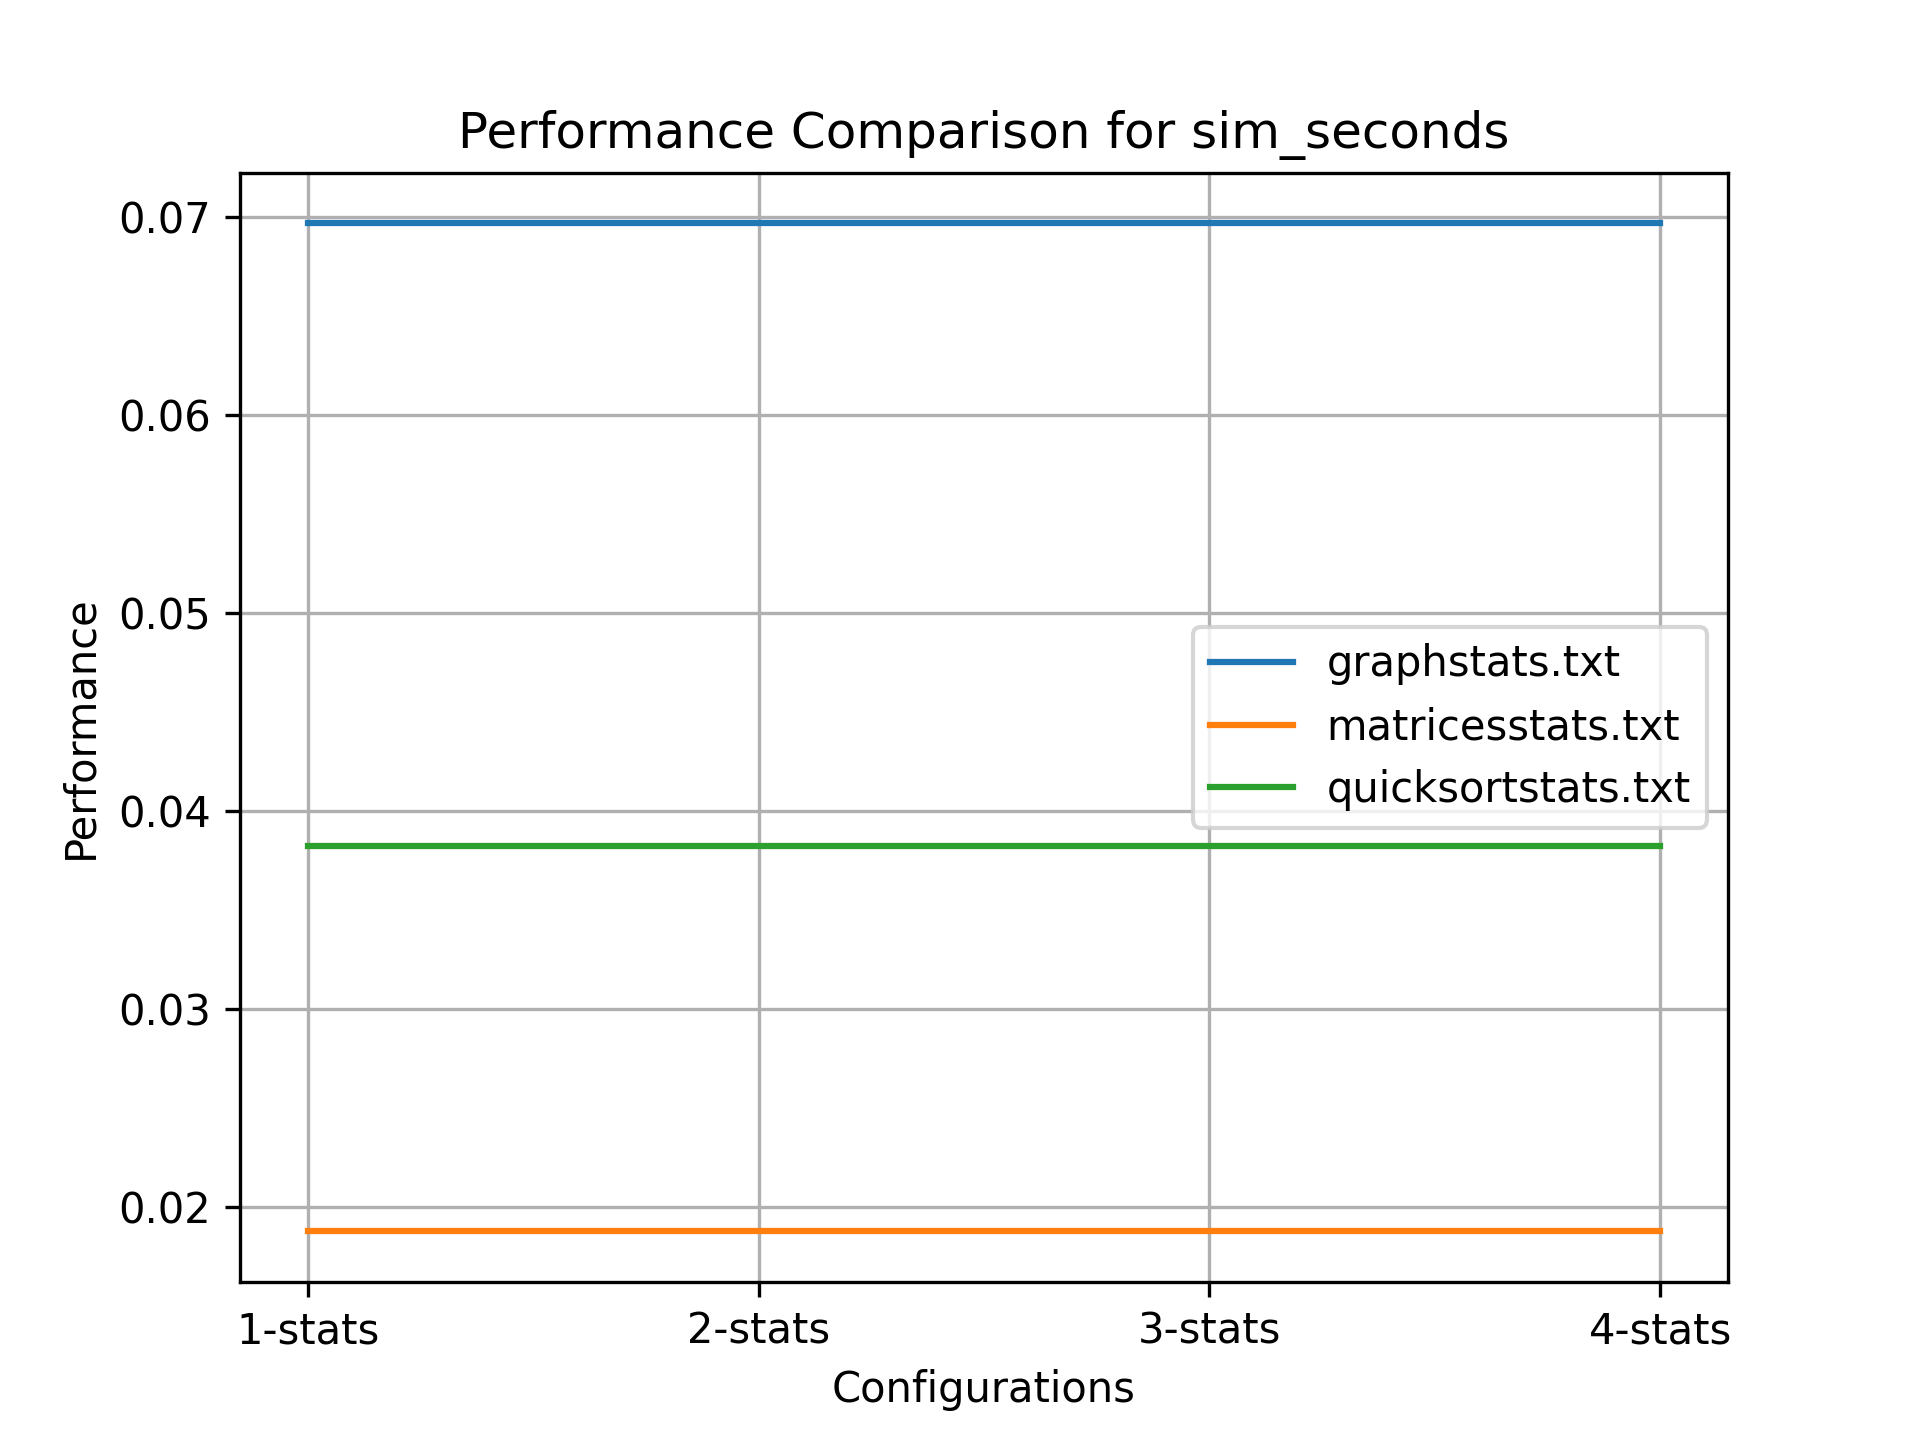 Performance Comparison for sim_seconds
Performance
0.07
0.06
0.05
0.04
0.03
0.02
graphstats.txt
matricesstats.txt
quicksortstats.txt
1-stats 2-stats 3-stats 4-stats
Configurations